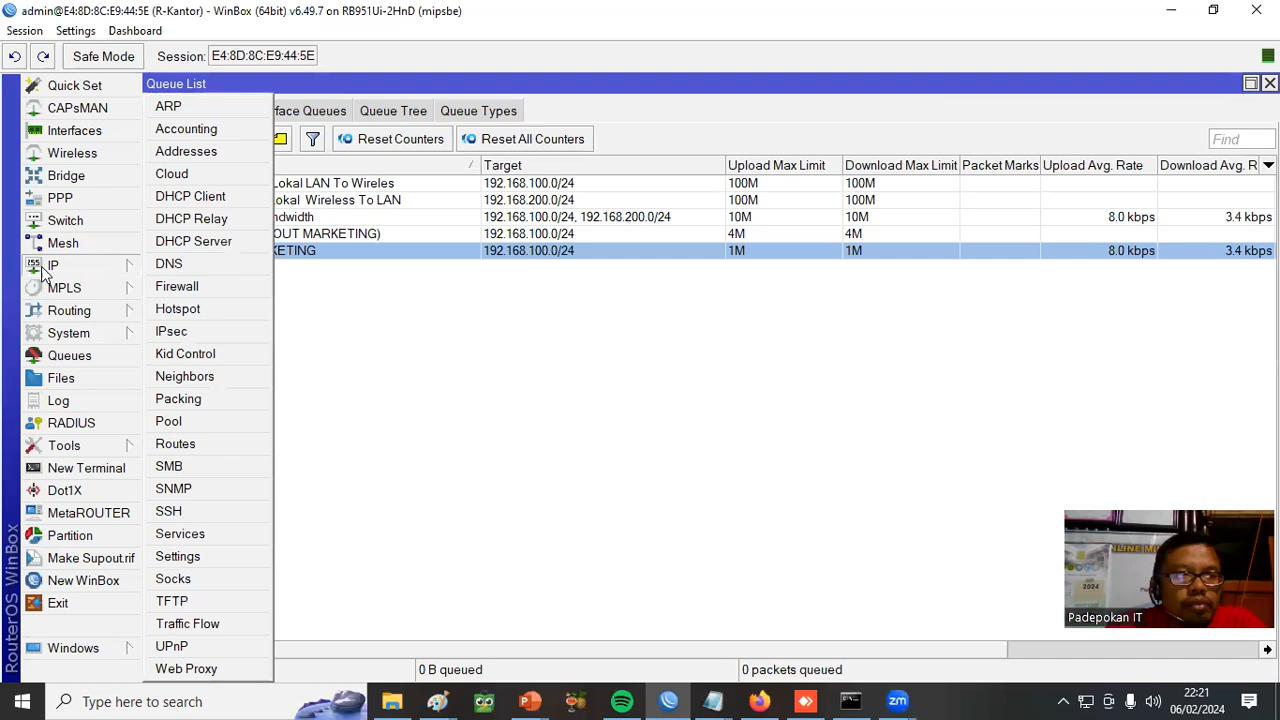 admin@E4:8D:8C:E9:44:5E (R-Kantor) - WinBox (64bit) v6.49.7 on RB951Ui-2HnD (mipsbe)
Session Settings Dashboard
Safe Mode Session: E4:8D:8C:E9:44:5E
Quick Set
CAPsMAN
Interfaces
Wireless
Bridge
PPP
Switch
Mesh
IP
MPLS
Routing
System
Queues
Files
Log
RADIUS
Tools
New Terminal
Dot1X
MetaROUTER
Partition
Make Supout.rif
New WinBox
Exit
Windows
RouterOS WinBox
Queue List
ARP
Accounting
Addresses
Cloud
DHCP Client
DHCP Relay
DHCP Server
DNS
Firewall
Hotspot
IPsec
Kid Control
Neighbors
Packing
Pool
Routes
SMB
SNMP
SSH
Services
Settings
Socks
TFTP
Traffic Flow
UPnP
Web Proxy
face Queues Queue Tree Queue Types
Reset Counters Reset All Counters Find
Target Upload Max Limit Download Max Limit Packet Marks Upload Avg. Rate Download Avg. R
Lokal LAN To Wireles 192.168.100.0/24 100M 100M
Lokal Wireless To LAN 192.168.200.0/24 100M 100M
ndwidth 192.168.100.0/24, 192.168.200.0/24 10M 10M 8.0 kbps 3.4 kbps
OUT MARKETING) 192.168.100.0/24 4M 4M
KETING 192.168.100.0/24 1M 1M 8.0 kbps 3.4 kbps
2024
Padepokan IT
0 B queued 0 packets queued
Type here to search
zm
22:21
06/02/2024